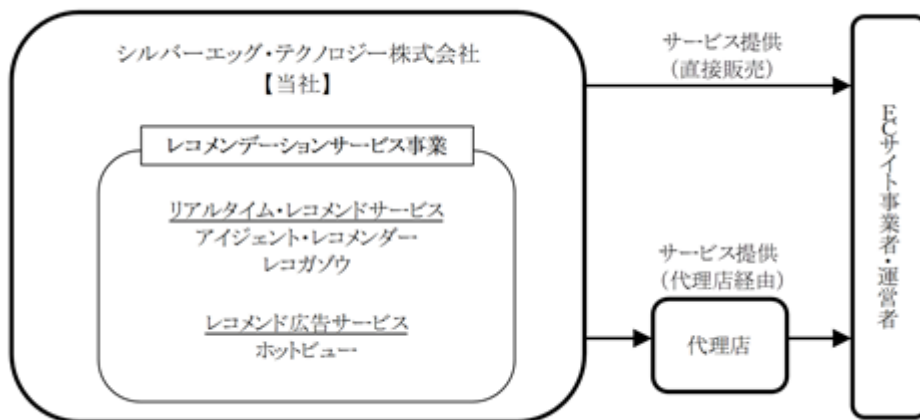 シルバーエッグ・テクノロジー株式会社
【当社】
レコメンデーションサービス事業
リアルタイム・レコメンドサービス
アイジェント・レコメンダー
レコガゾウ
レコメンド広告サービス
ホットビュー
サービス提供
（直接販売）
サービス提供
（代理店経由）
代理店
ECサイト事業者・運営者